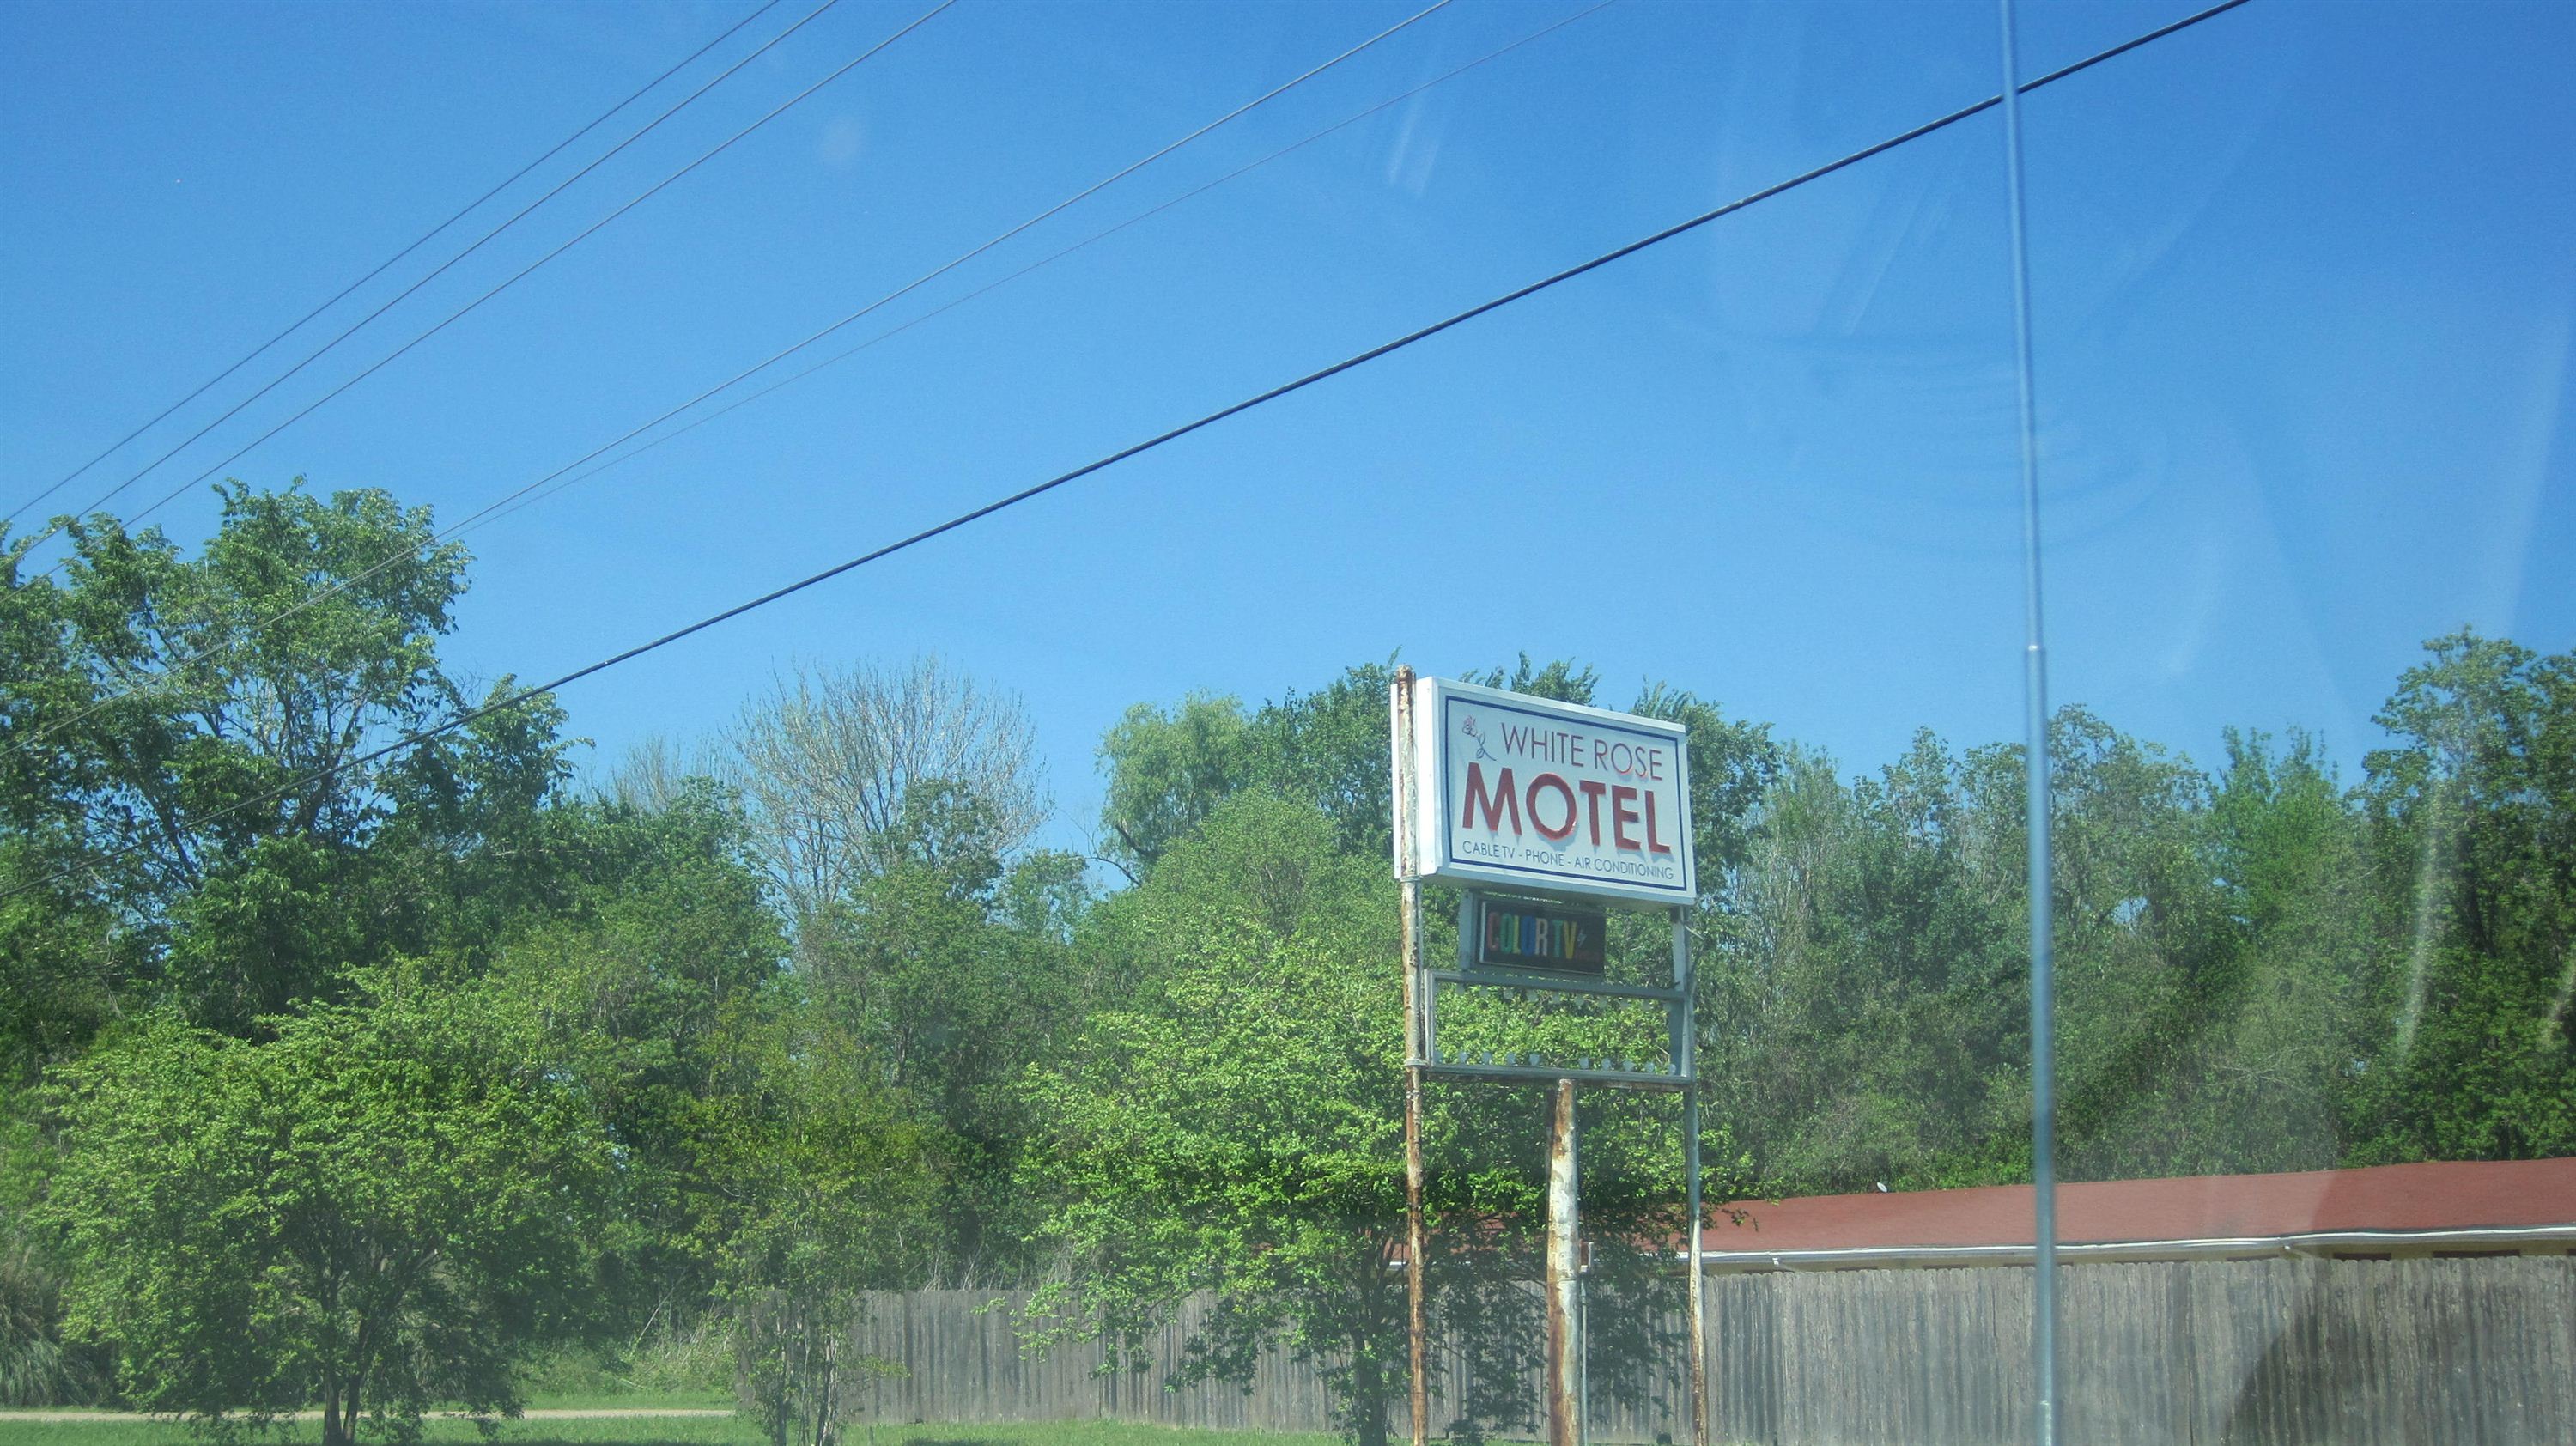 WHITE ROSE
MOTEL
CABLE TV - PHONE - AIR CONDITIONING
COLOR TV